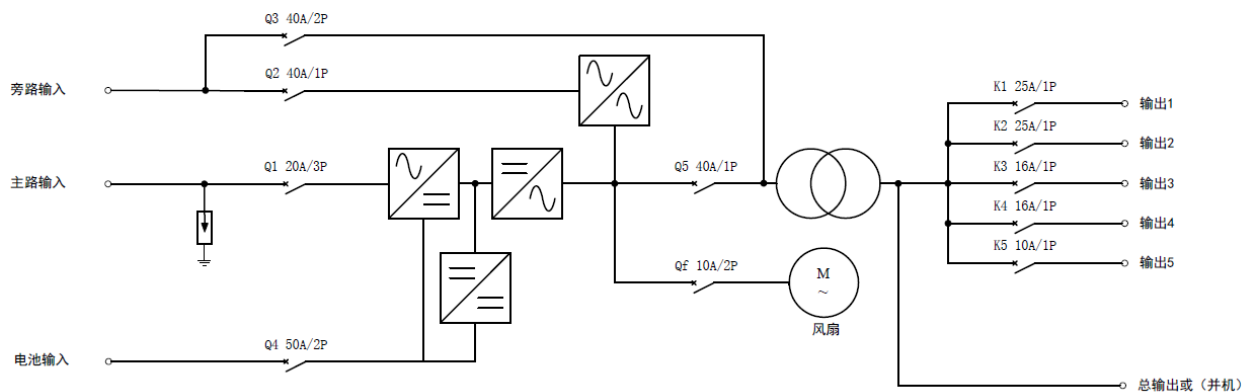 Q3 40A/2P
旁路输入
Q2 40A/1P
K1 25A/1P
输出1
K2 25A/1P
输出2
主路输入
Q1 20A/3P
Q5 40A/1P
K3 16A/1P
输出3
K4 16A/1P
输出4
K5 10A/1P
输出5
Qf 10A/2P
M
~
风扇
电池输入
Q4 50A/2P
总输出或（并机）